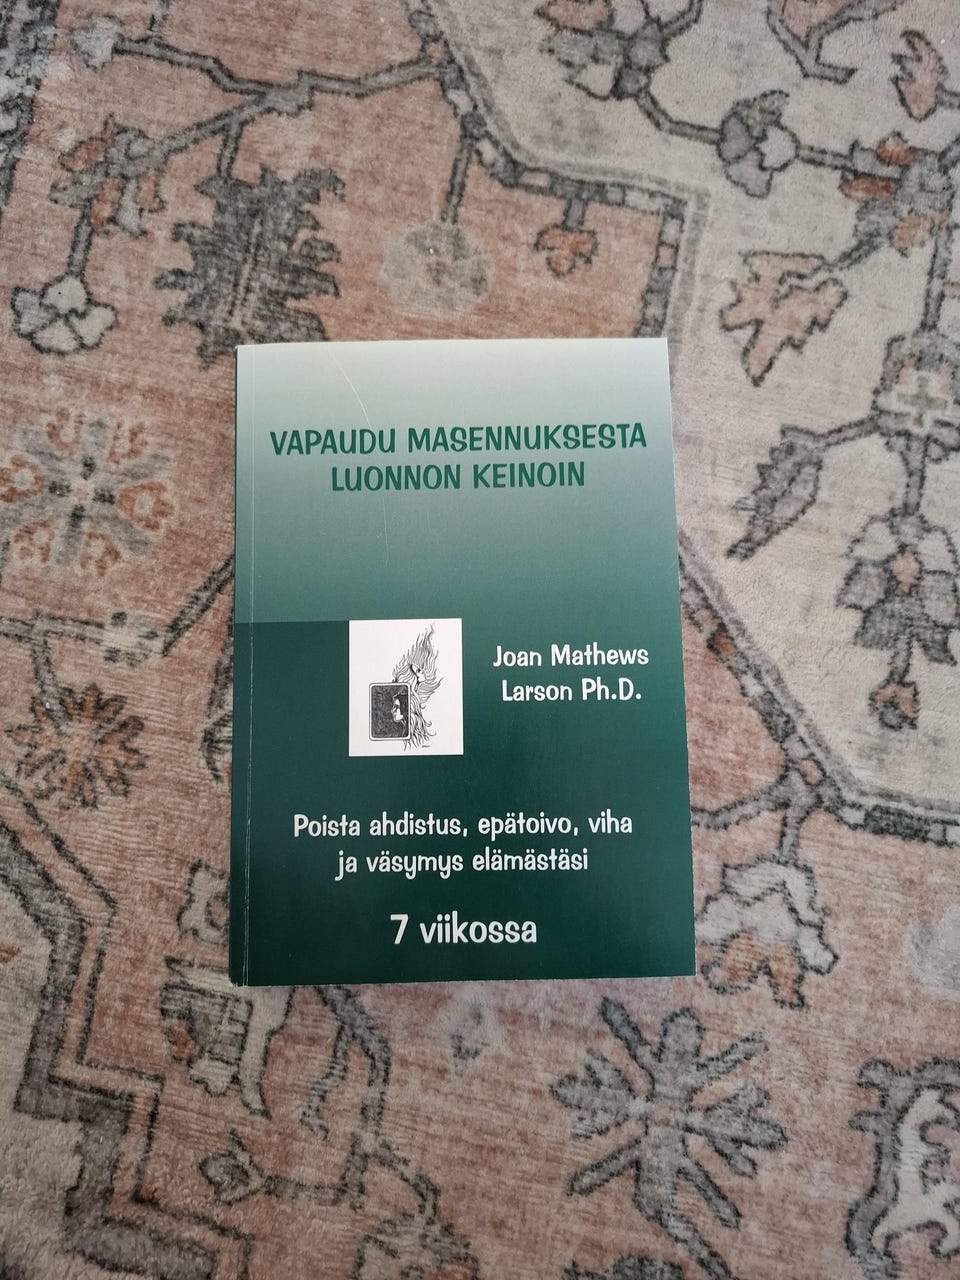 VAPAUDU MASENNUKSESTA
LUONNON KEINOIN
Joan Mathews
Larson Ph.D.
Poista ahdistus, epätoivo, viha
ja väsymys elämästäsi
7 viikossa